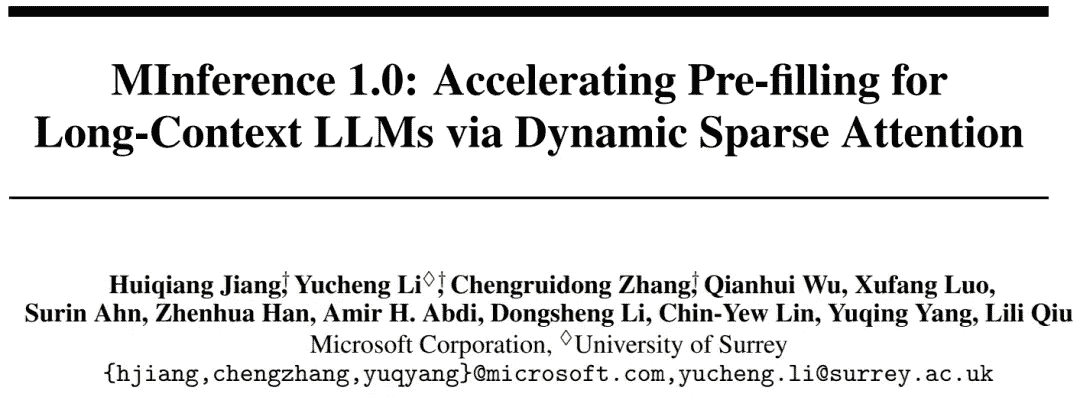 MInference 1.0: Accelerating Pre-filling for
Long-Context LLMs via Dynamic Sparse Attention
Huiqiang Jiang,† Yucheng Li◊,† Chengruidong Zhang,† Qianhui Wu, Xufang Luo,
Surin Ahn, Zhenhua Han, Amir H. Abdi, Dongsheng Li, Chin-Yew Lin, Yuqing Yang, Lili Qiu
Microsoft Corporation, ◊University of Surrey
{hjiang,chengzhang,yuqyang}@microsoft.com,yucheng.li@surrey.ac.uk